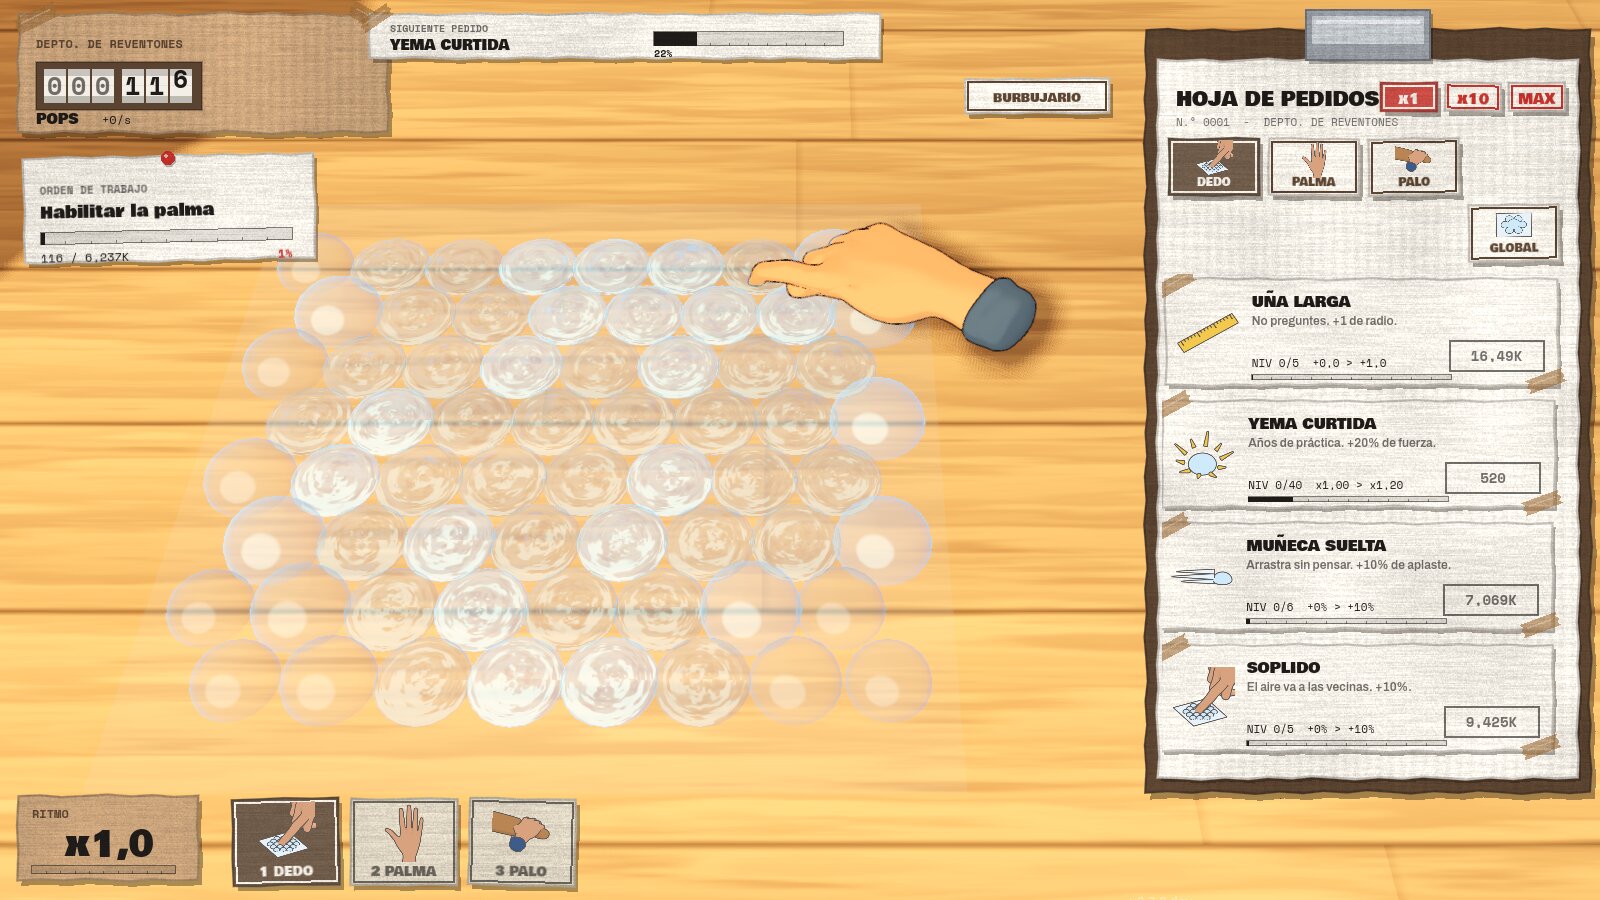 DEPTO. DE REVENTONES
000116
POPS +0/s
SIGUIENTE PEDIDO
YEMA CURTIDA
22%
BURBUJARIO
ORDEN DE TRABAJO
Habilitar la palma
1%
116 / 6,237K
HOJA DE PEDIDOS
x1 x10 MAX
N.° 0001 - DEPTO. DE REVENTONES
DEDO PALMA PALO
GLOBAL
UÑA LARGA
No preguntes. +1 de radio.
NIV 0/5 +0,0 > +1,0
16,49K
YEMA CURTIDA
Años de práctica. +20% de fuerza.
NIV 0/40 x1,00 > x1,20
520
MUÑECA SUELTA
Arrastra sin pensar. +10% de aplaste.
NIV 0/6 +0% > +10%
7,069K
SOPLIDO
El aire va a las vecinas. +10%.
NIV 0/5 +0% > +10%
9,425K
RITMO
x1,0
1 DEDO
2 PALMA
3 PALO